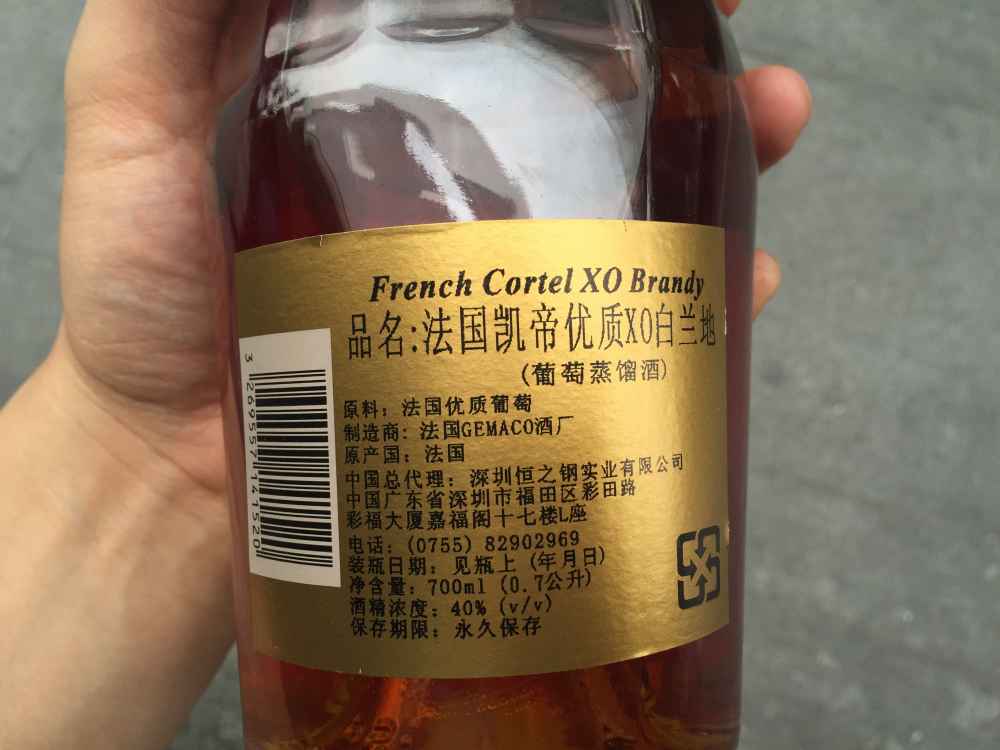 French Cortel XO Brandy
品名:法国凯帝优质XO白兰地
(葡萄蒸馏酒)
原料：法国优质葡萄
制造商：法国GEMACO酒厂
原产国：法国
中国总代理：深圳恒之钢实业有限公司
中国广东省深圳市福田区彩田路
彩福大厦嘉福阁十七楼L座
电话：(0755) 82902969
装瓶日期：见瓶上 (年月日)
净含量：700ml (0.7公升)
酒精浓度：40% (v/v)
保存期限：永久保存
3 269557 141520